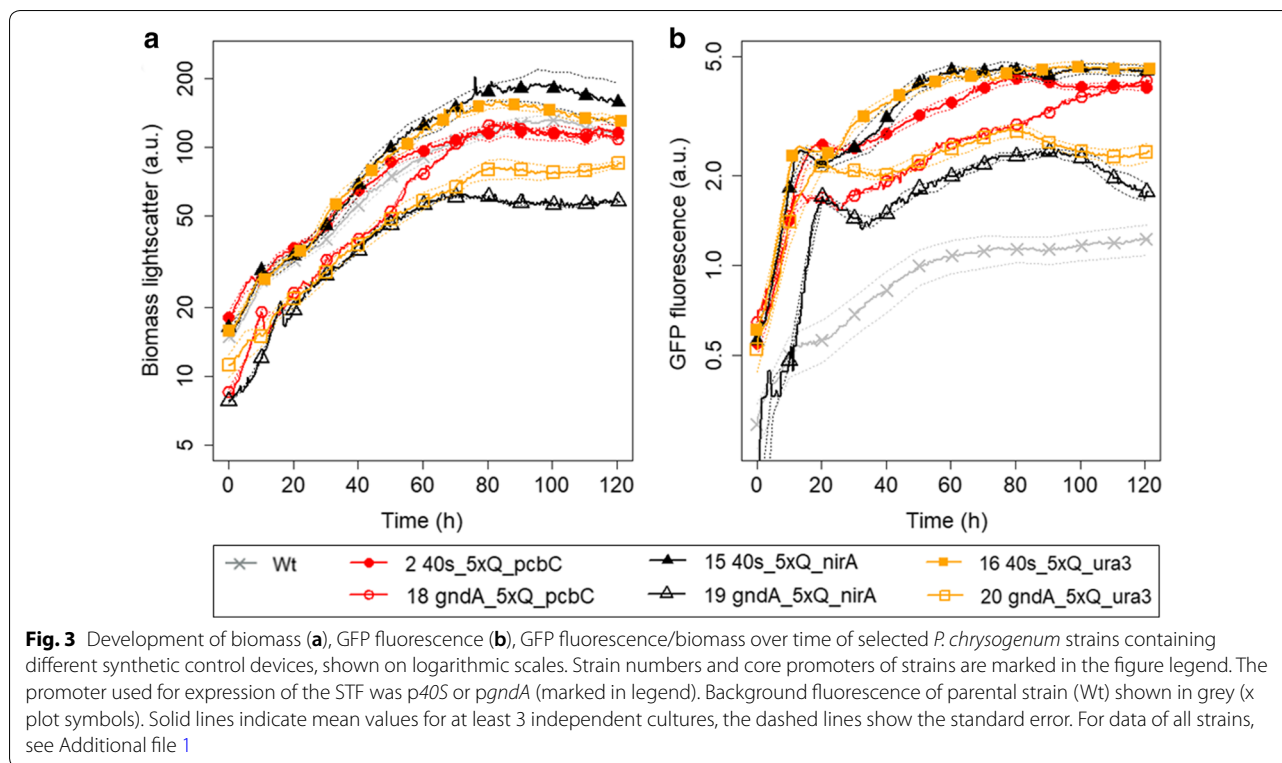 a
b
Biomass lightscatter (a.u.)
200
100
50
20
10
5
0 20 40 60 80 100 120
Time (h)
GFP fluorescence (a.u.)
5.0
2.0
1.0
0.5
0 20 40 60 80 100 120
Time (h)
Wt 2 40s_5xQ_pcbC 15 40s_5xQ_nirA 16 40s_5xQ_ura3
18 gndA_5xQ_pcbC 19 gndA_5xQ_nirA 20 gndA_5xQ_ura3
Fig. 3 Development of biomass (a), GFP fluorescence (b), GFP fluorescence/biomass over time of selected P. chrysogenum strains containing
different synthetic control devices, shown on logarithmic scales. Strain numbers and core promoters of strains are marked in the figure legend. The
promoter used for expression of the STF was p40S or pgndA (marked in legend). Background fluorescence of parental strain (Wt) shown in grey (x
plot symbols). Solid lines indicate mean values for at least 3 independent cultures, the dashed lines show the standard error. For data of all strains,
see Additional file 1